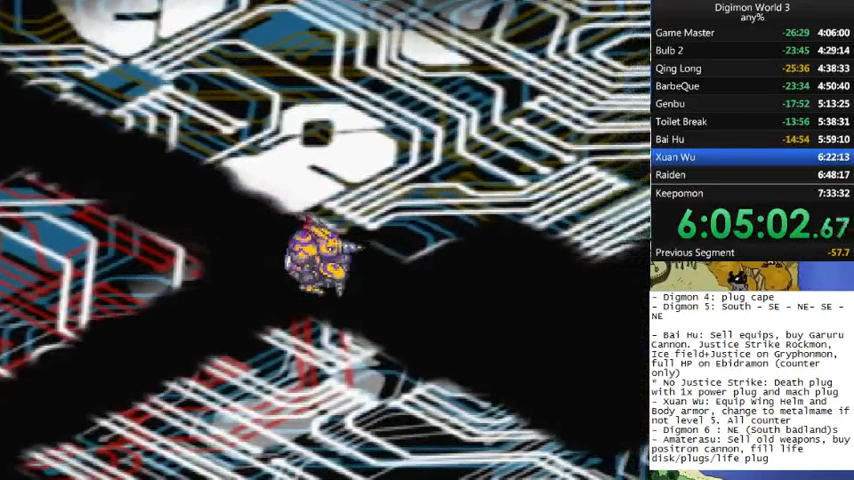 Digimon World 3
any%
Game Master -26:29 4:06:00
Bulb 2 -23:45 4:29:14
Qing Long -25:36 4:38:33
BarbeQue -23:34 4:50:40
Genbu -17:52 5:13:25
Toilet Break -13:56 5:38:31
Bai Hu -14:54 5:59:10
Xuan Wu 6:22:13
Raiden 6:48:17
Keepomon 7:33:32
6:05:02.67
Previous Segment -57.7
- Digmon 4: plug cape
- Digmon 5: South - SE - NE- SE -
NE
- Bai Hu: Sell equips, buy Garuru
Cannon. Justice Strike Rockmon,
Ice field+Justice on Gryphonmon,
full HP on Ebidramon (counter
only)
* No Justice Strike: Death plug
with 1x power plug and mach plug
- Xuan Wu: Equip Wing Helm and
Body armor, change to metalmame if
not level 5. All counter
- Digmon 6 : NE (South badland)s
- Amaterasu: Sell old weapons, buy
positron cannon, fill life
disk/plugs/life plug